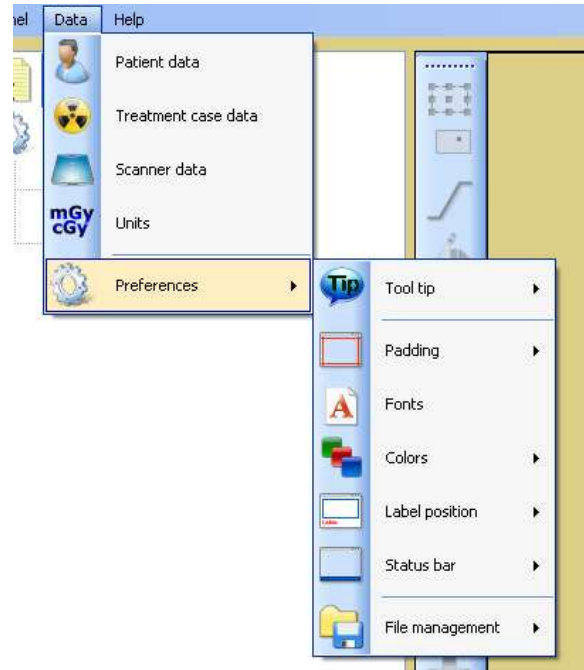 nel Data Help
Patient data
Treatment case data
Scanner data
mGy
cGy
Units
Preferences
Tip
Tool tip
Padding
A
Fonts
Colors
Label position
Status bar
File management